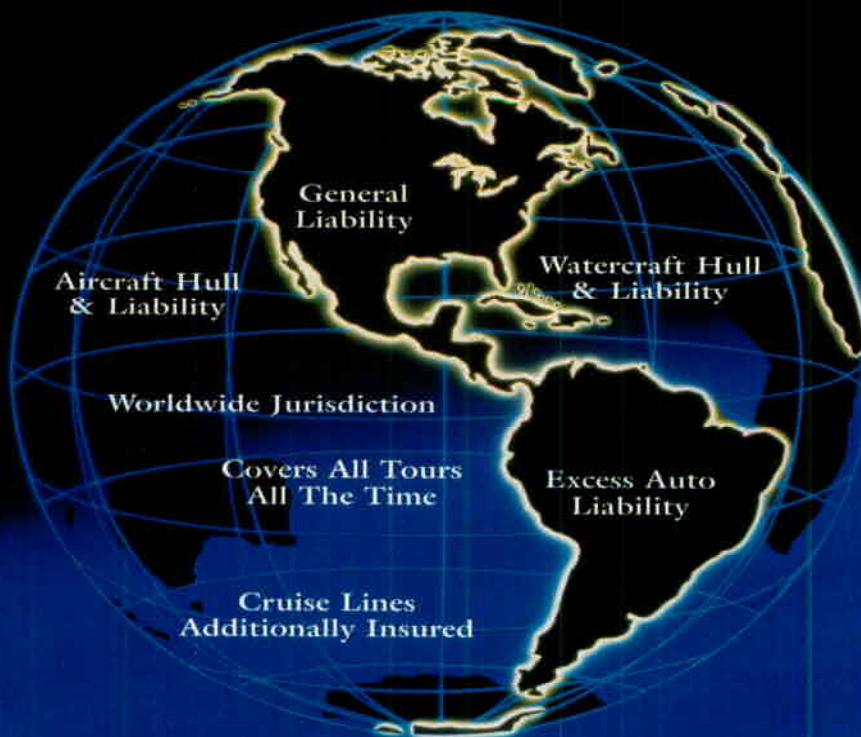 General
Liability
Aircraft Hull
& Liability
Watercraft Hull
& Liability
Worldwide Jurisdiction
Covers All Tours
All The Time
Excess Auto
Liability
Cruise Lines
Additionally Insured